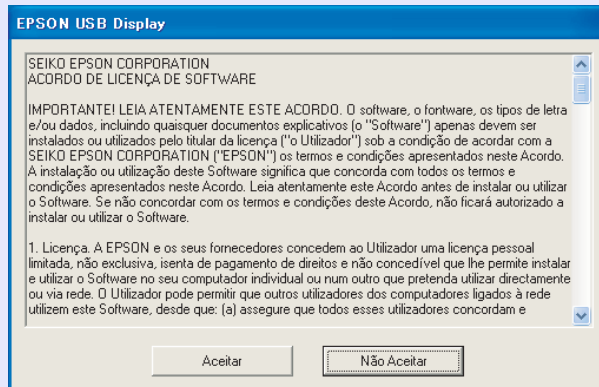 EPSON USB Display
SEIKO EPSON CORPORATION
ACORDO DE LICENÇA DE SOFTWARE
IMPORTANTE! LEIA ATENTAMENTE ESTE ACORDO. O software, o fontware, os tipos de letra
e/ou dados, incluindo quaisquer documentos explicativos (o "Software") apenas devem ser
instalados ou utilizados pelo titular da licença ("o Utilizador") sob a condição de acordar com a
SEIKO EPSON CORPORATION ("EPSON") os termos e condições apresentados neste Acordo.
A instalação ou utilização deste Software significa que concorda com todos os termos e
condições apresentados neste Acordo. Leia atentamente este Acordo antes de instalar ou utilizar
o Software. Se não concordar com os termos e condições deste Acordo, não ficará autorizado a
instalar ou utilizar o Software.
1. Licença. A EPSON e os seus fornecedores concedem ao Utilizador uma licença pessoal
limitada, não exclusiva, isenta de pagamento de direitos e não concedível que lhe permite instalar
e utilizar o Software no seu computador individual ou num outro que pretenda utilizar directamente
ou via rede. O Utilizador pode permitir que outros utilizadores dos computadores ligados à rede
utilizem este Software, desde que: (a) assegure que todos esses utilizadores concordam e
Aceitar
Não Aceitar